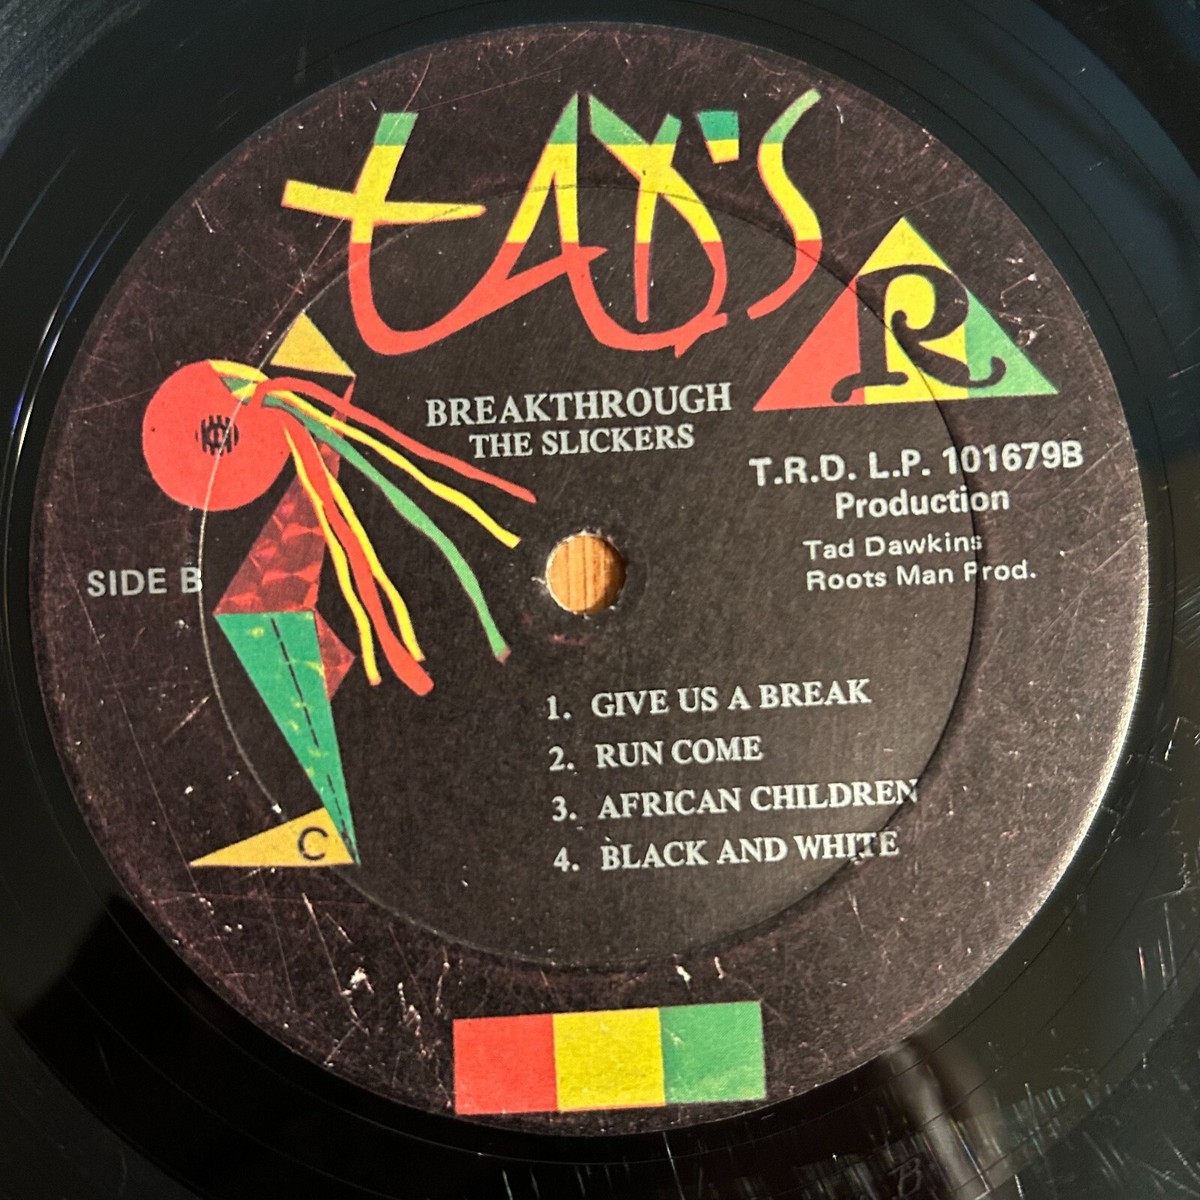 tAD'S
R
BREAKTHROUGH
THE SLICKERS
T.R.D. L.P. 101679B
Production
Tad Dawkins
Roots Man Prod.
SIDE B
1. GIVE US A BREAK
2. RUN COME
3. AFRICAN CHILDREN
4. BLACK AND WHITE
C
B